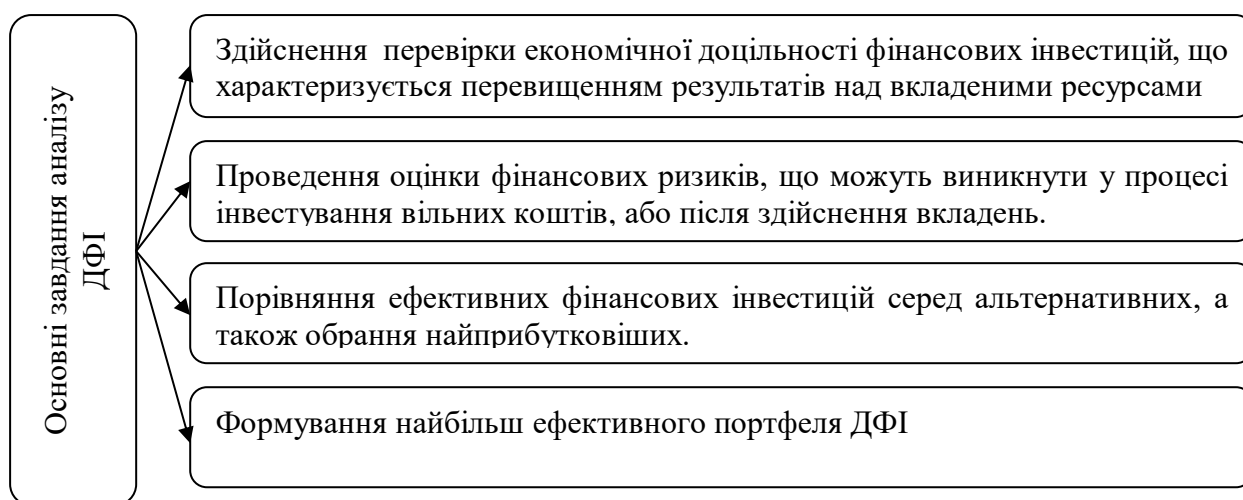 Основні завдання аналізу
ДФІ
Здійснення перевірки економічної доцільності фінансових інвестицій, що
характеризується перевищенням результатів над вкладеними ресурсами
Проведення оцінки фінансових ризиків, що можуть виникнути у процесі
інвестування вільних коштів, або після здійснення вкладень.
Порівняння ефективних фінансових інвестицій серед альтернативних, а
також обрання найприбутковіших.
Формування найбільш ефективного портфеля ДФІ